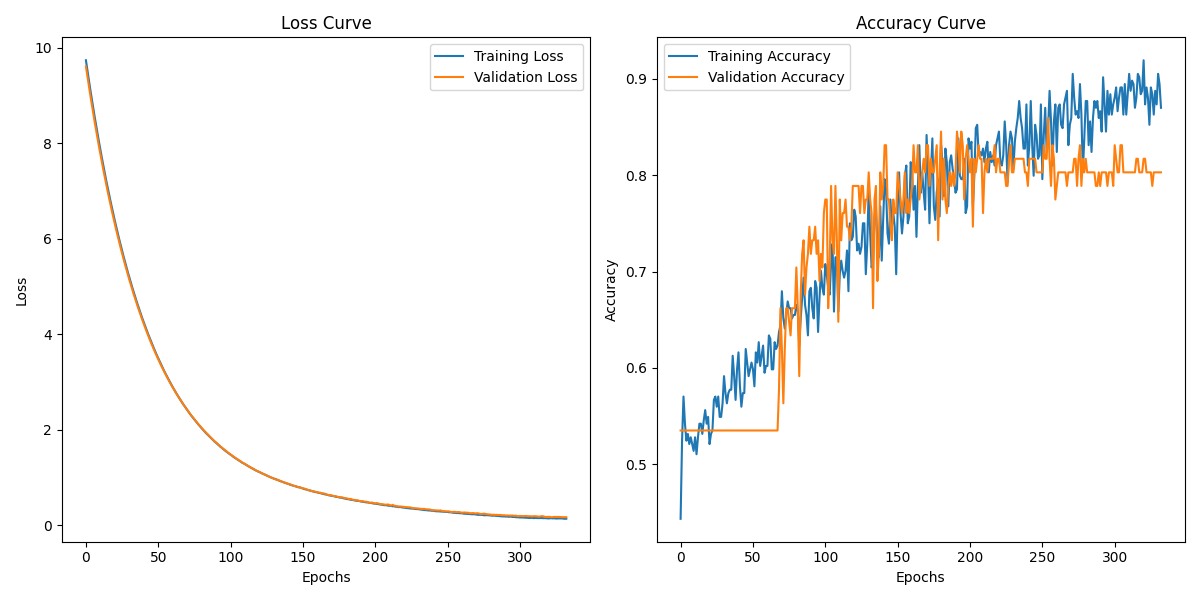 Loss Curve
10
8
6
4
2
0
Loss
Training Loss
Validation Loss
0 50 100 150 200 250 300
Epochs
Accuracy Curve
0.9
0.8
0.7
0.6
0.5
Accuracy
Training Accuracy
Validation Accuracy
0 50 100 150 200 250 300
Epochs